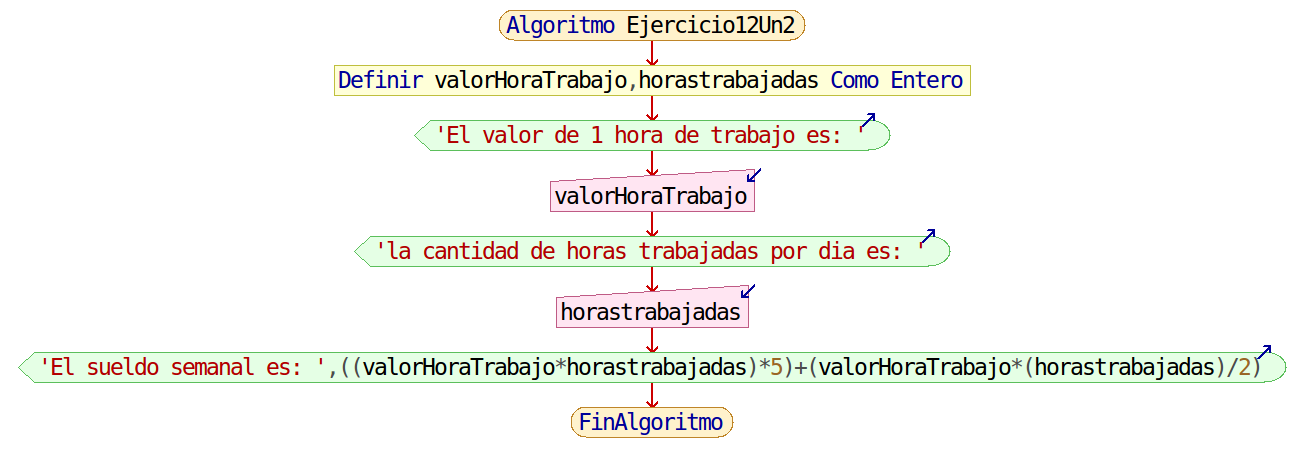 Algoritmo Ejercicio12Un2
Definir valorHoraTrabajo,horastrabajadas Como Entero
'El valor de 1 hora de trabajo es: '
valorHoraTrabajo
'la cantidad de horas trabajadas por dia es: '
horastrabajadas
'El sueldo semanal es: ',((valorHoraTrabajo*horastrabajadas)*5)+(valorHoraTrabajo*(horastrabajadas)/2)
FinAlgoritmo